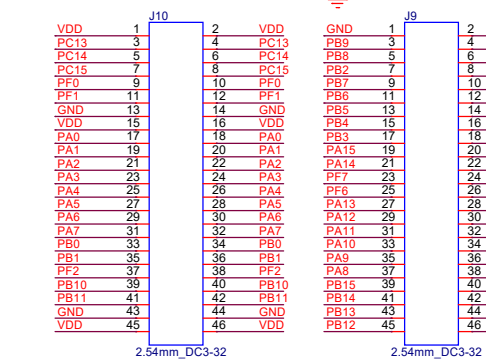 J10 J9
VDD 1 2 VDD GND 1 2
PC13 3 4 PC13 PB9 3 4
PC14 5 6 PC14 PB8 5 6
PC15 7 8 PC15 PB2 7 8
PF0 9 10 PF0 PB7 9 10
PF1 11 12 PF1 PB6 11 12
GND 13 14 GND PB5 13 14
VDD 15 16 VDD PB4 15 16
PA0 17 18 PA0 PB3 17 18
PA1 19 20 PA1 PA15 19 20
PA2 21 22 PA2 PA14 21 22
PA3 23 24 PA3 PF7 23 24
PA4 25 26 PA4 PF6 25 26
PA5 27 28 PA5 PA13 27 28
PA6 29 30 PA6 PA12 29 30
PA7 31 32 PA7 PA11 31 32
PB0 33 34 PB0 PA10 33 34
PB1 35 36 PB1 PA9 35 36
PF2 37 38 PF2 PA8 37 38
PB10 39 40 PB10 PB15 39 40
PB11 41 42 PB11 PB14 41 42
GND 43 44 GND PB13 43 44
VDD 45 46 VDD PB12 45 46
2.54mm_DC3-32 2.54mm_DC3-32